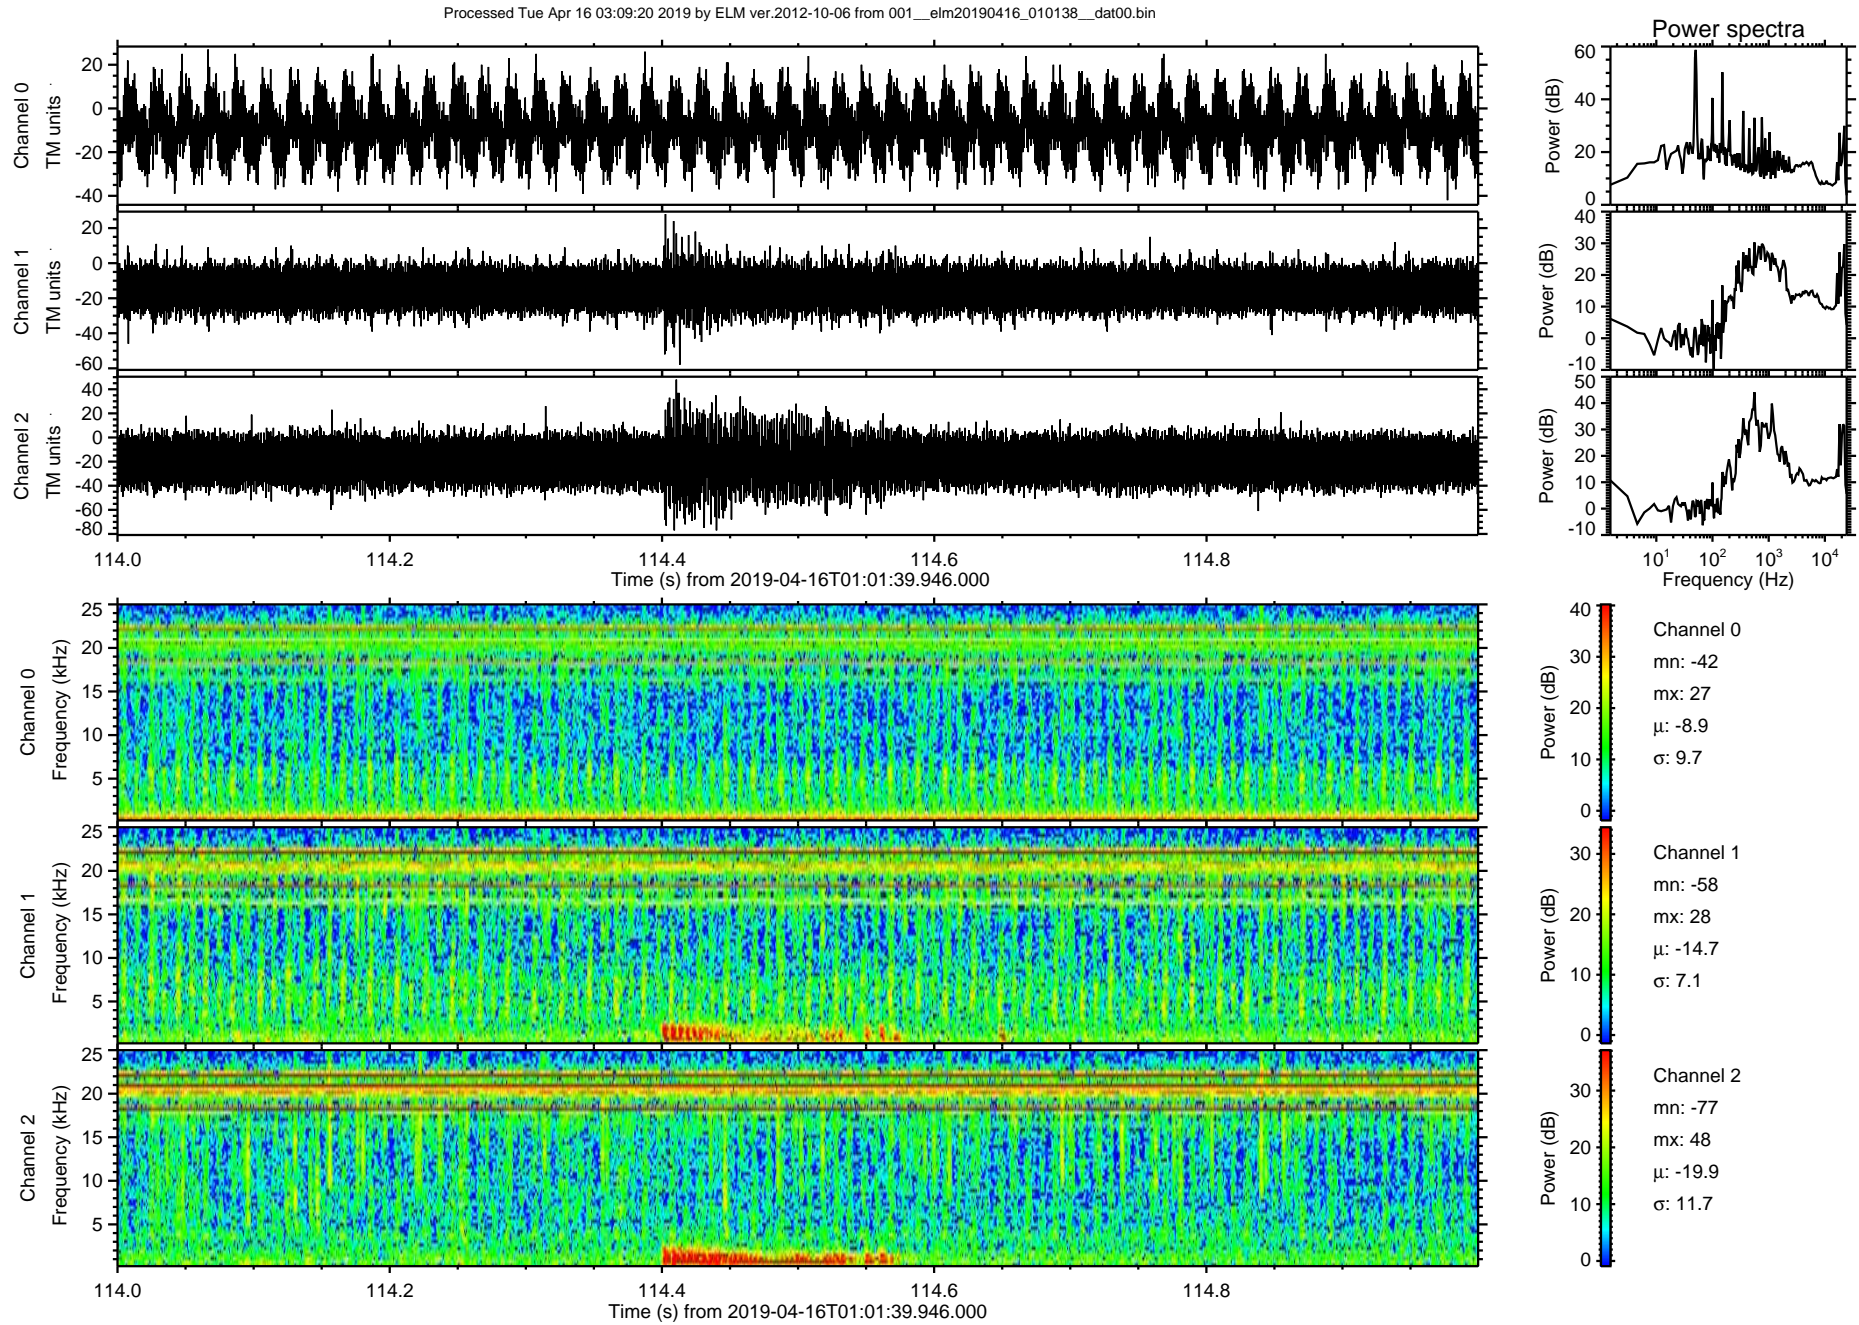 Processed Tue Apr 16 03:09:20 2019 by ELM ver.2012-10-06 from 001__elm20190416_010138__dat00.bin
Power spectra
Channel 0
TM units
20
0
-20
-40
Power (dB)
60
40
20
0
Channel 1
TM units
20
0
-20
-40
-60
Power (dB)
40
30
20
10
0
-10
Channel 2
TM units
40
20
0
-20
-40
-60
-80
Power (dB)
50
40
30
20
10
0
-10
114.0 114.2 114.4 114.6 114.8
Time (s) from 2019-04-16T01:01:39.946.000
10¹ 10² 10³ 10⁴
Frequency (Hz)
Channel 0
Frequency (kHz)
25
20
15
10
5
Power (dB)
40
30
20
10
0
Channel 0
mn: -42
mx: 27
µ: -8.9
σ: 9.7
Channel 1
Frequency (kHz)
25
20
15
10
5
Power (dB)
30
20
10
0
Channel 1
mn: -58
mx: 28
µ: -14.7
σ: 7.1
Channel 2
Frequency (kHz)
25
20
15
10
5
Power (dB)
30
20
10
0
Channel 2
mn: -77
mx: 48
µ: -19.9
σ: 11.7
114.0 114.2 114.4 114.6 114.8
Time (s) from 2019-04-16T01:01:39.946.000